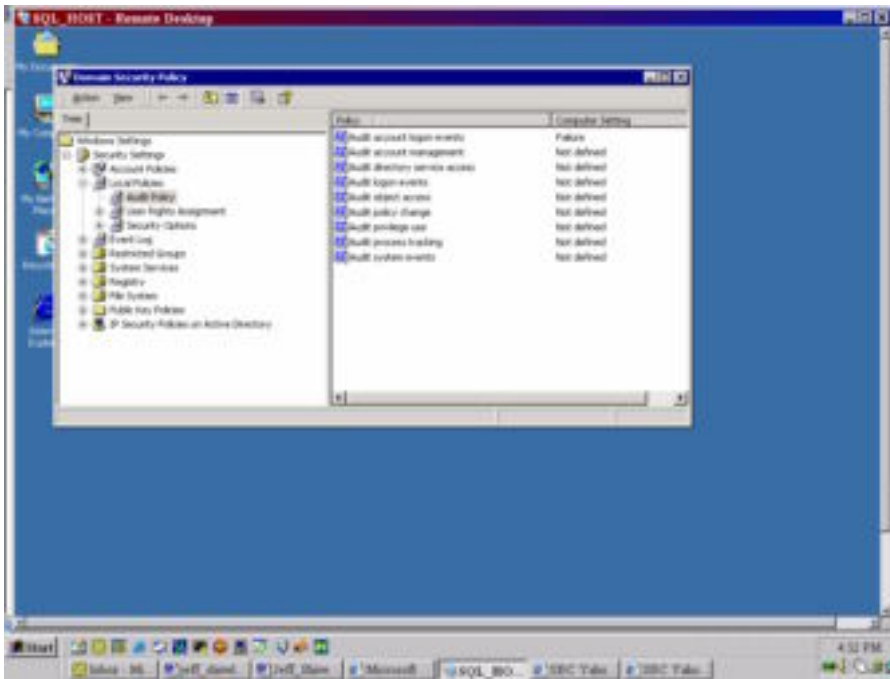 SQL_HOST - Remote Desktop
Domain Security Policy
Action View
Tree
Policy Computer Setting
Windows Settings
Security Settings
Account Policies
Local Policies
Audit Policy
User Rights Assignment
Security Options
Event Log
Restricted Groups
System Services
Registry
File System
Public Key Policies
IP Security Policies on Active Directory
Audit account logon events Failure
Audit account management Not defined
Audit directory service access Not defined
Audit logon events Not defined
Audit object access Not defined
Audit policy change Not defined
Audit privilege use Not defined
Audit process tracking Not defined
Audit system events Not defined
Start
4:32 PM
Inbox - Mi...
Microsoft
SQL_HO...